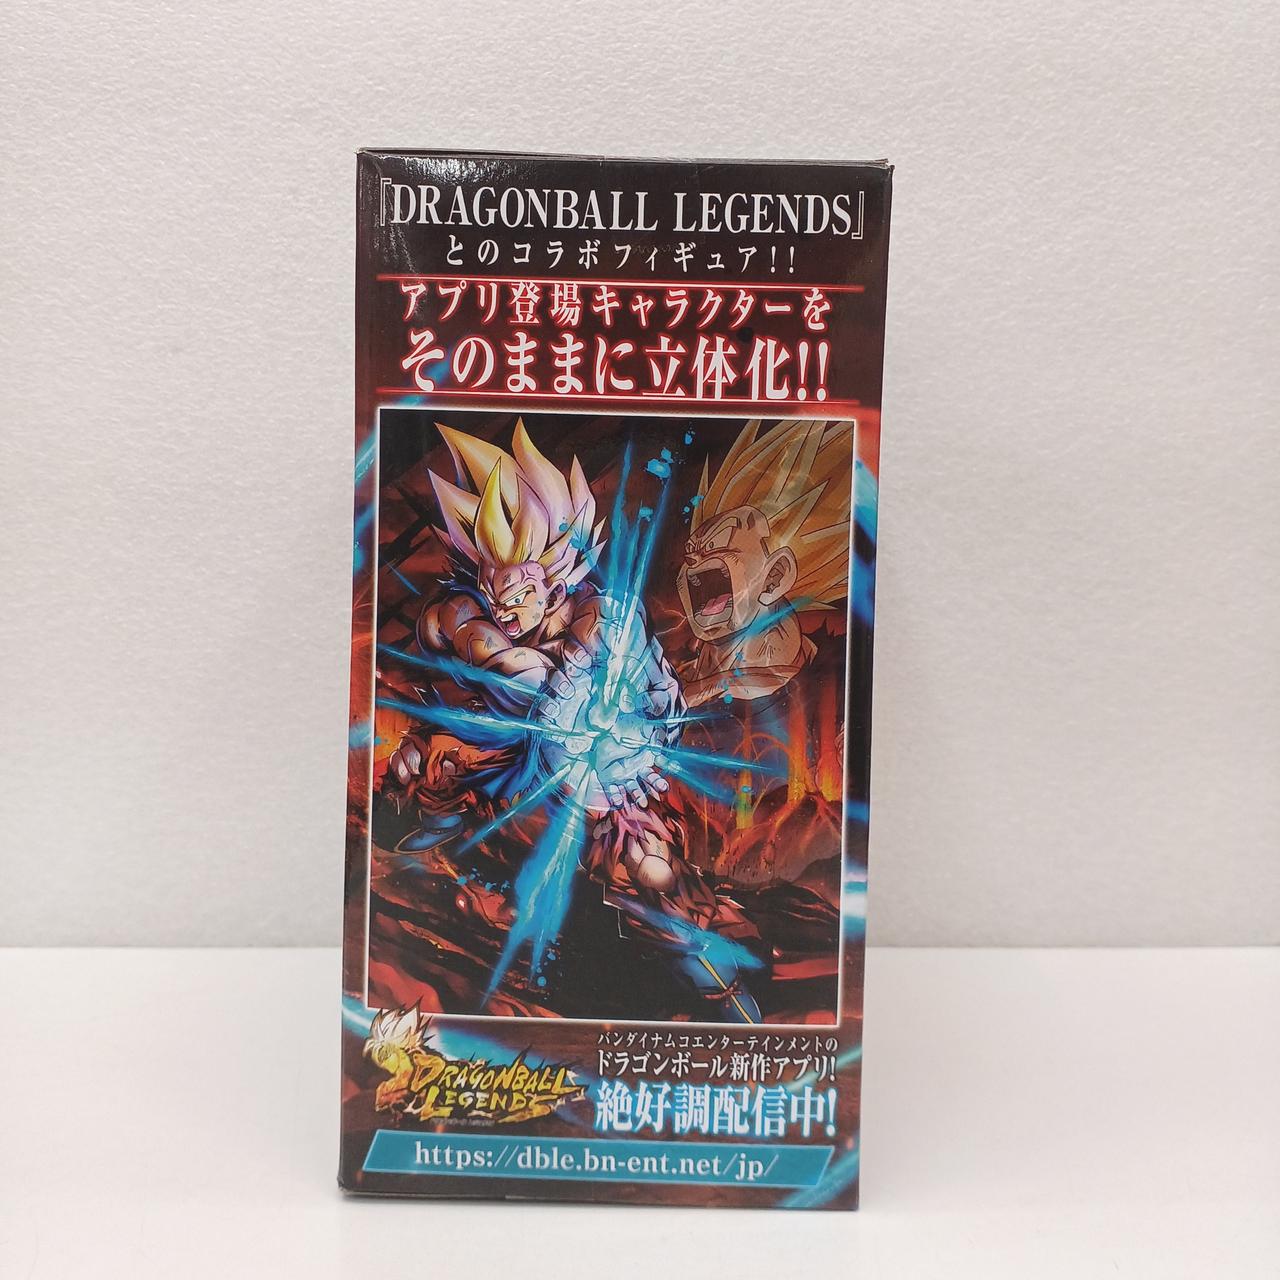 『DRAGONBALL LEGENDS』
とのコラボフィギュア!!
アプリ登場キャラクターを
そのままに立体化!!
DRAGONBALL
LEGENDS
バンダイナムコエンターテインメントの
ドラゴンボール新作アプリ!
絶好調配信中!
https://dble.bn-ent.net/jp/